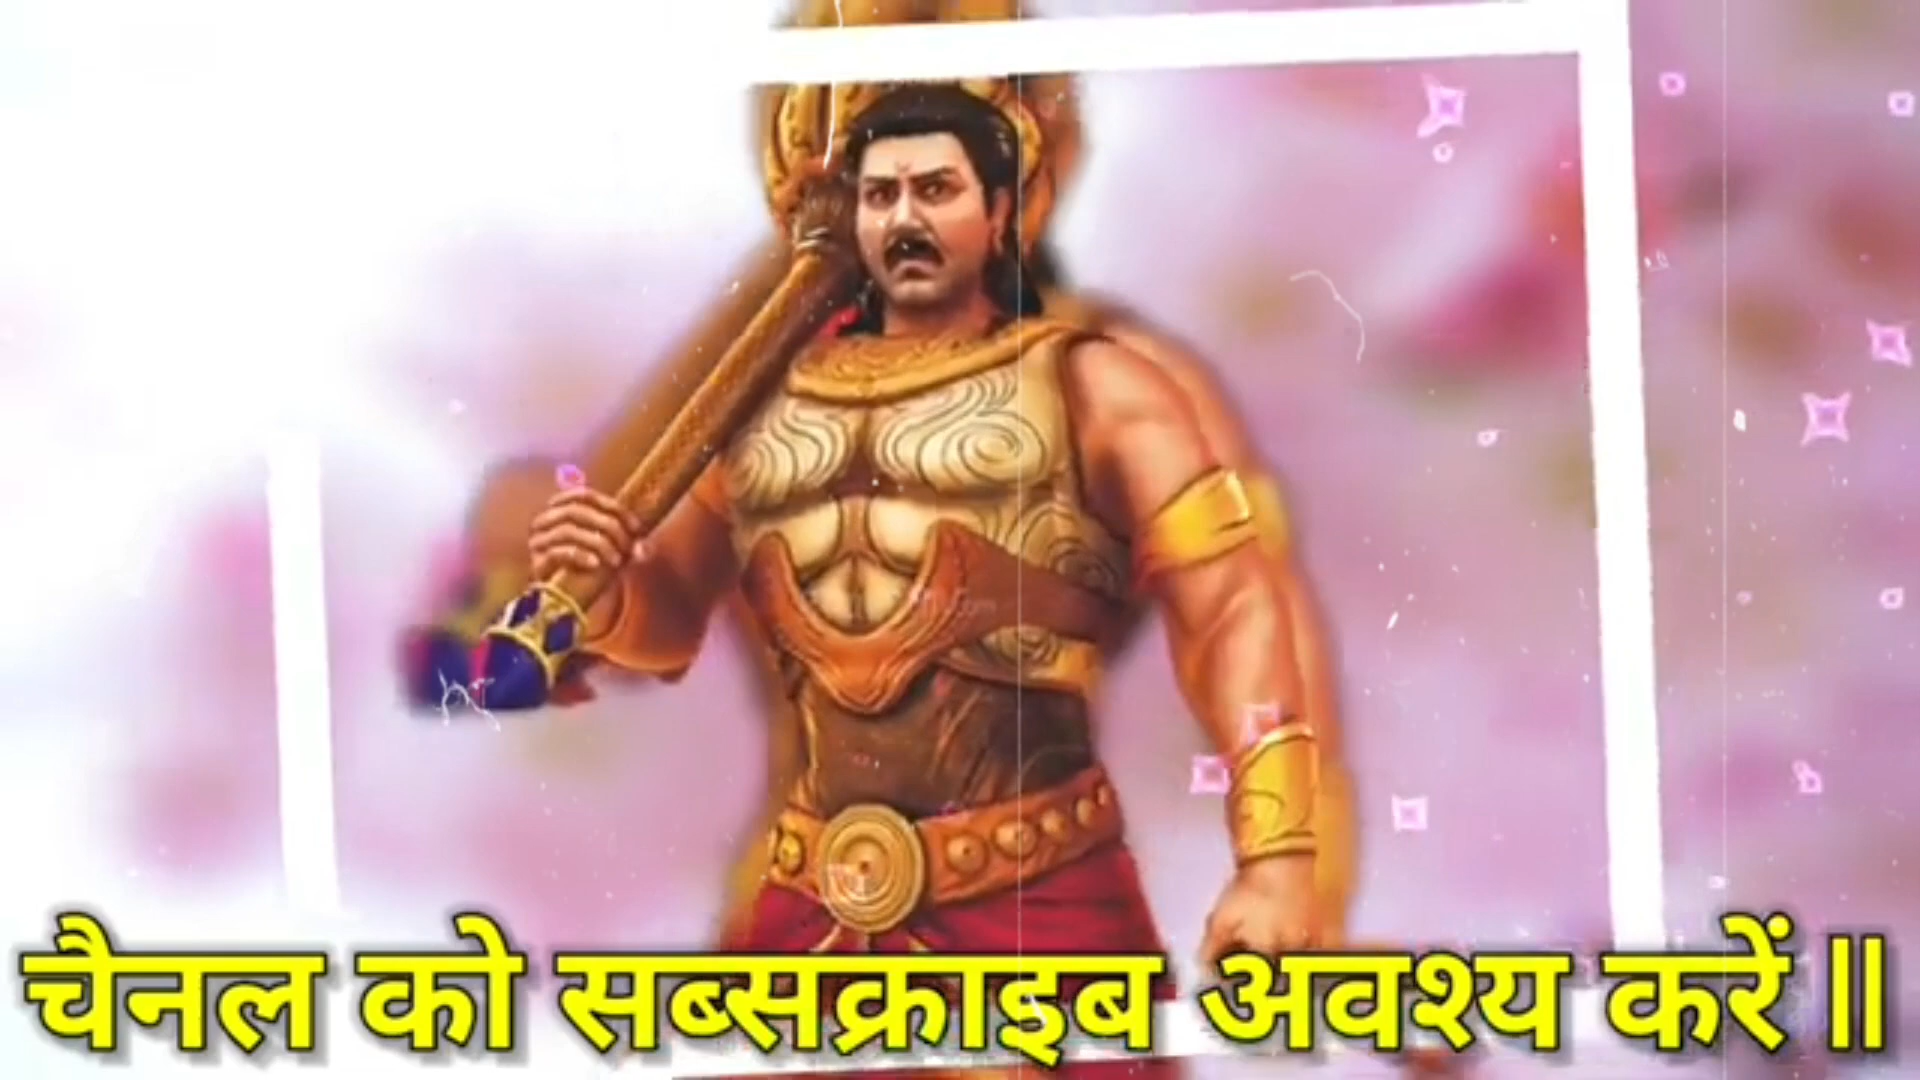 चैनल को सब्सक्राइब अवश्य करें ॥